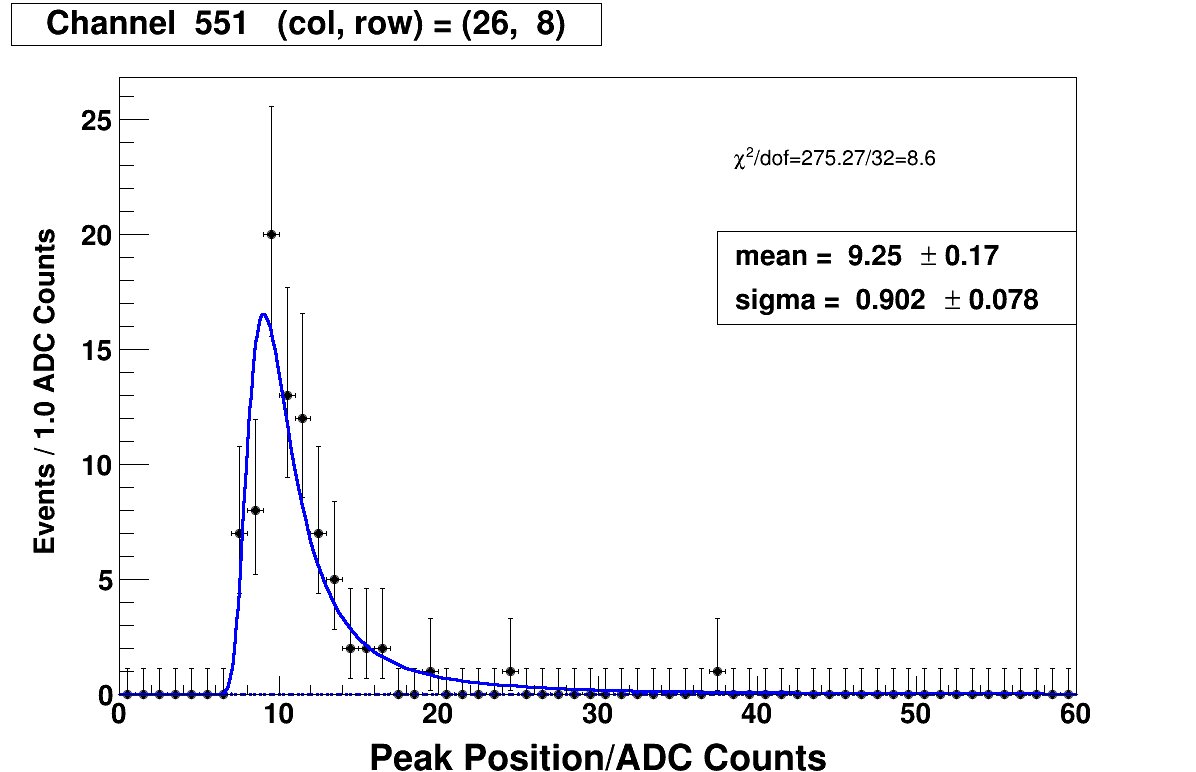 Channel 551 (col, row) = (26, 8)
χ²/dof=275.27/32=8.6
mean = 9.25 ± 0.17
sigma = 0.902 ± 0.078
Events / 1.0 ADC Counts
25
20
15
10
5
0
0 10 20 30 40 50 60
Peak Position/ADC Counts